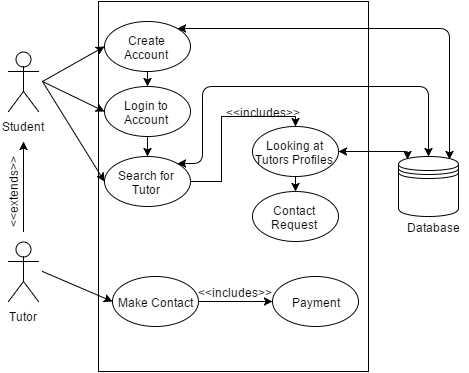 Create
Account
Student
Login to
Account
<<includes>>
Search for
Tutor
Looking at
Tutors Profiles
Database
<<extends>>
Contact
Request
Tutor
Make Contact
<<includes>>
Payment